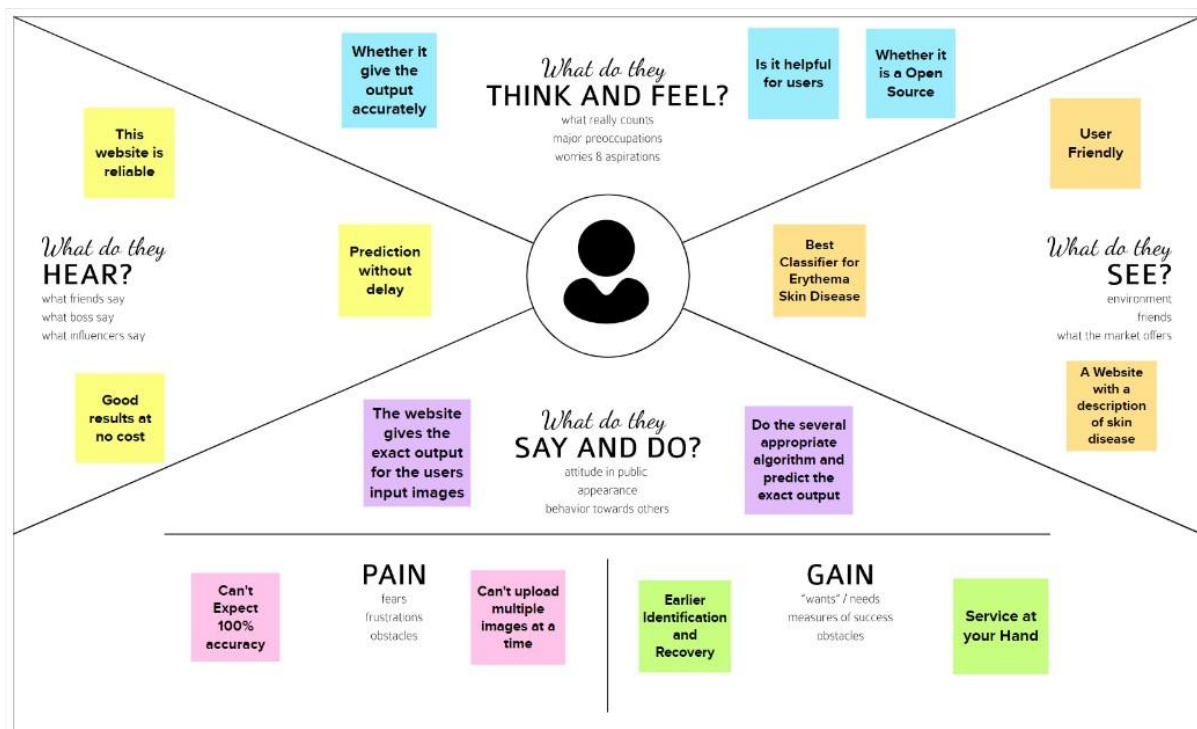 What do they
THINK AND FEEL?
what really counts
major preoccupations
worries & aspirations
Whether it
give the
output
accurately
Is it helpful
for users
Whether it
is a Open
Source
What do they
HEAR?
what friends say
what boss say
what influencers say
This
website is
reliable
Prediction
without
delay
Good
results at
no cost
What do they
SEE?
environment
friends
what the market offers
User
Friendly
Best
Classifier for
Erythema
Skin Disease
A Website
with a
description
of skin
disease
What do they
SAY AND DO?
attitude in public
appearance
behavior towards others
The website
gives the
exact output
for the users
input images
Do the several
appropriate
algorithm and
predict the
exact output
PAIN
fears
frustrations
obstacles
Can't
Expect
100%
accuracy
Can't upload
multiple
images at a
time
GAIN
"wants" / needs
measures of success
obstacles
Earlier
Identification
and
Recovery
Service at
your Hand